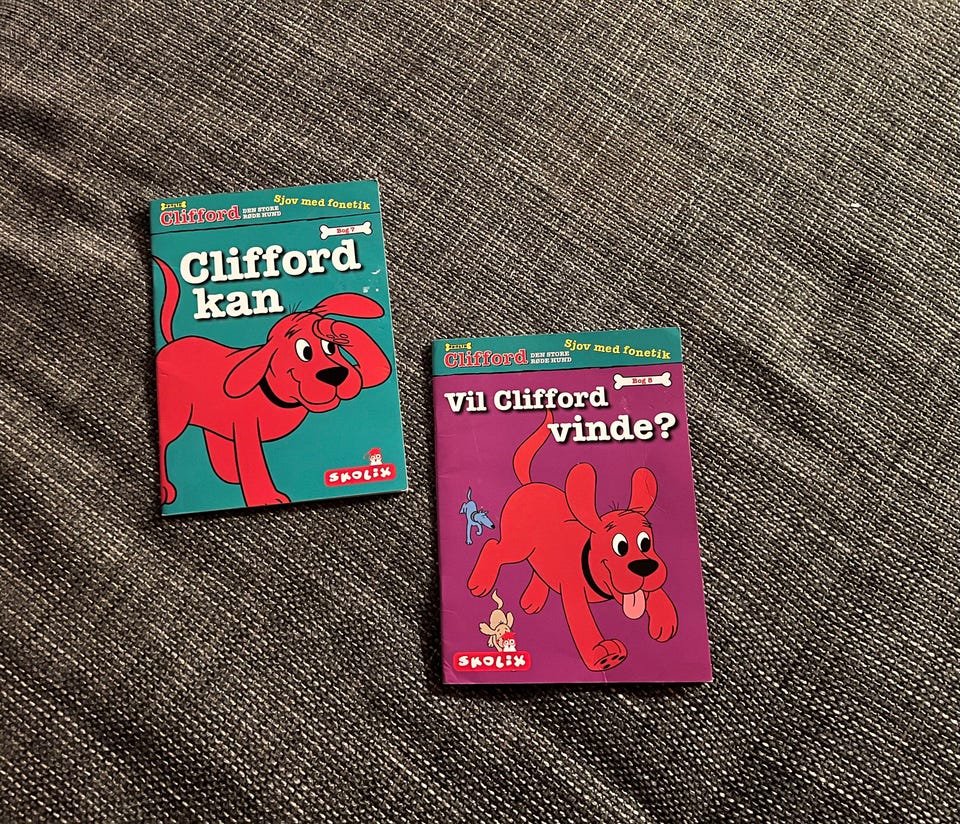 Clifford DEN STORE
RØDE HUND
Sjov med fonetik
Bog 7
Clifford
kan
SKOLIX
Clifford DEN STORE
RØDE HUND
Sjov med fonetik
Bog 8
Vil Clifford
vinde?
SKOLIX